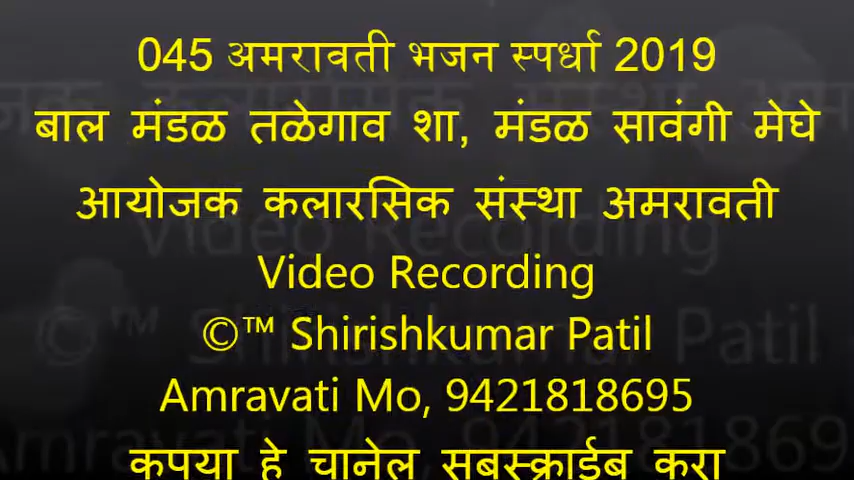 045 अमरावती भजन स्पर्धा 2019
बाल मंडळ तळेगाव शा, मंडळ सावंगी मेघे
आयोजक कलारसिक संस्था अमरावती
Video Recording
©™ Shirishkumar Patil
Amravati Mo, 9421818695
कृपया हे चानेल सबस्क्राईब करा